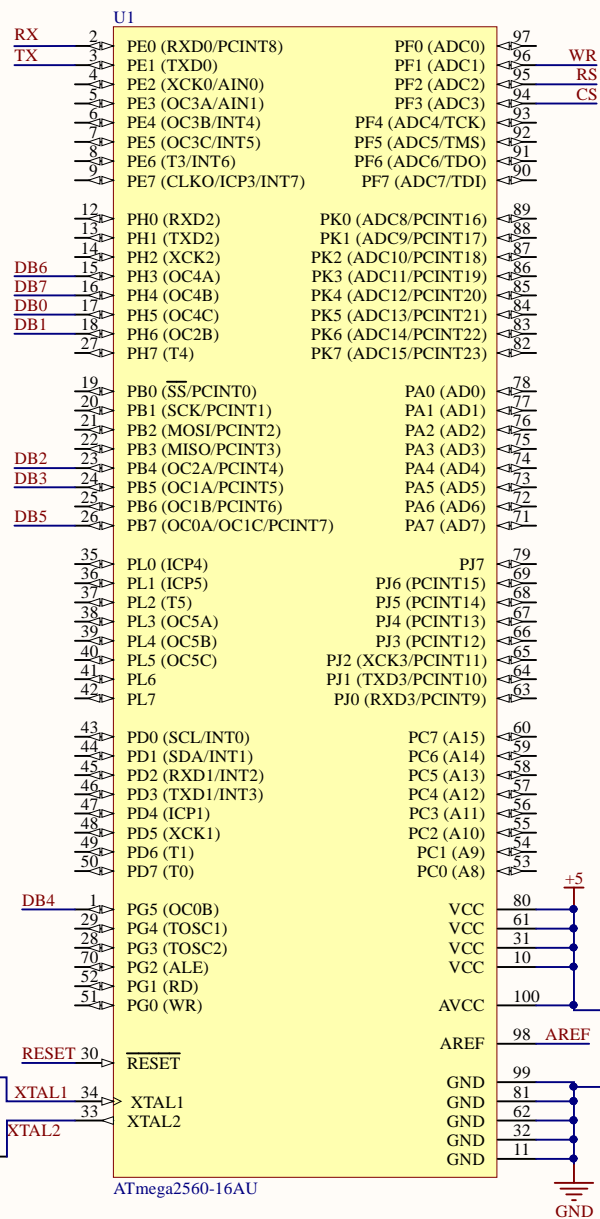 U1
RX 2 PE0 (RXD0/PCINT8) PF0 (ADC0) 97
TX 3 PE1 (TXD0) PF1 (ADC1) 96 WR
4 PE2 (XCK0/AIN0) PF2 (ADC2) 95 RS
5 PE3 (OC3A/AIN1) PF3 (ADC3) 94 CS
6 PE4 (OC3B/INT4) PF4 (ADC4/TCK) 93
7 PE5 (OC3C/INT5) PF5 (ADC5/TMS) 92
8 PE6 (T3/INT6) PF6 (ADC6/TDO) 91
9 PE7 (CLKO/ICP3/INT7) PF7 (ADC7/TDI) 90
12 PH0 (RXD2) PK0 (ADC8/PCINT16) 89
13 PH1 (TXD2) PK1 (ADC9/PCINT17) 88
14 PH2 (XCK2) PK2 (ADC10/PCINT18) 87
DB6 15 PH3 (OC4A) PK3 (ADC11/PCINT19) 86
DB7 16 PH4 (OC4B) PK4 (ADC12/PCINT20) 85
DB0 17 PH5 (OC4C) PK5 (ADC13/PCINT21) 84
DB1 18 PH6 (OC2B) PK6 (ADC14/PCINT22) 83
27 PH7 (T4) PK7 (ADC15/PCINT23) 82
19 PB0 (SS/PCINT0) PA0 (AD0) 78
20 PB1 (SCK/PCINT1) PA1 (AD1) 77
21 PB2 (MOSI/PCINT2) PA2 (AD2) 76
22 PB3 (MISO/PCINT3) PA3 (AD3) 75
DB2 23 PB4 (OC2A/PCINT4) PA4 (AD4) 74
DB3 24 PB5 (OC1A/PCINT5) PA5 (AD5) 73
25 PB6 (OC1B/PCINT6) PA6 (AD6) 72
DB5 26 PB7 (OC0A/OC1C/PCINT7) PA7 (AD7) 71
35 PL0 (ICP4) PJ7 79
36 PL1 (ICP5) PJ6 (PCINT15) 69
37 PL2 (T5) PJ5 (PCINT14) 68
38 PL3 (OC5A) PJ4 (PCINT13) 67
39 PL4 (OC5B) PJ3 (PCINT12) 66
40 PL5 (OC5C) PJ2 (XCK3/PCINT11) 65
41 PL6 PJ1 (TXD3/PCINT10) 64
42 PL7 PJ0 (RXD3/PCINT9) 63
43 PD0 (SCL/INT0) PC7 (A15) 60
44 PD1 (SDA/INT1) PC6 (A14) 59
45 PD2 (RXD1/INT2) PC5 (A13) 58
46 PD3 (TXD1/INT3) PC4 (A12) 57
47 PD4 (ICP1) PC3 (A11) 56
48 PD5 (XCK1) PC2 (A10) 55
49 PD6 (T1) PC1 (A9) 54
50 PD7 (T0) PC0 (A8) 53
+5
DB4 1 PG5 (OC0B) VCC 80
29 PG4 (TOSC1) VCC 61
28 PG3 (TOSC2) VCC 31
70 PG2 (ALE) VCC 10
52 PG1 (RD)
51 PG0 (WR) AVCC 100
AREF 98 AREF
RESET 30 RESET
GND 99
XTAL1 34 XTAL1 GND 81
XTAL2 33 XTAL2 GND 62
GND 32
GND 11
ATmega2560-16AU
GND